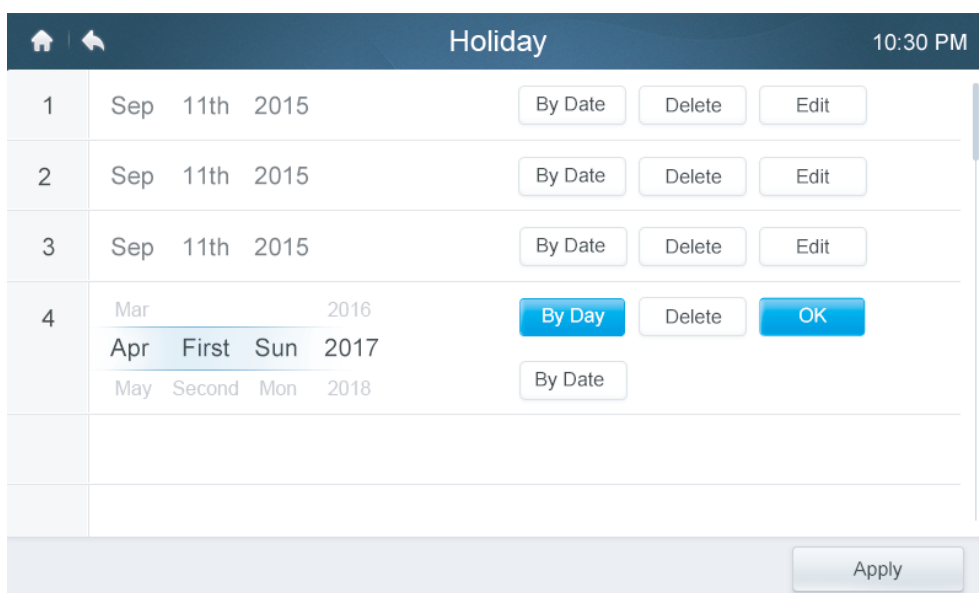 Holiday 10:30 PM
1 Sep 11th 2015 By Date Delete Edit
2 Sep 11th 2015 By Date Delete Edit
3 Sep 11th 2015 By Date Delete Edit
4 Mar 2016 By Day Delete OK
Apr First Sun 2017
May Second Mon 2018 By Date
Apply